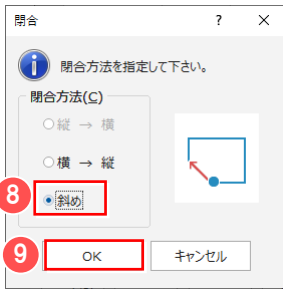 閉合 ? ×
閉合方法を指定して下さい。
閉合方法(C)
縦 → 横
横 → 縦
8 斜め
9 OK キャンセル